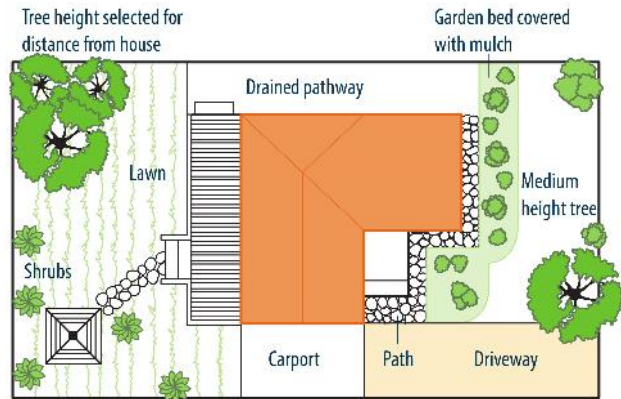 Tree height selected for
distance from house
Garden bed covered
with mulch
Drained pathway
Lawn
Medium
height tree
Shrubs
Carport
Path
Driveway